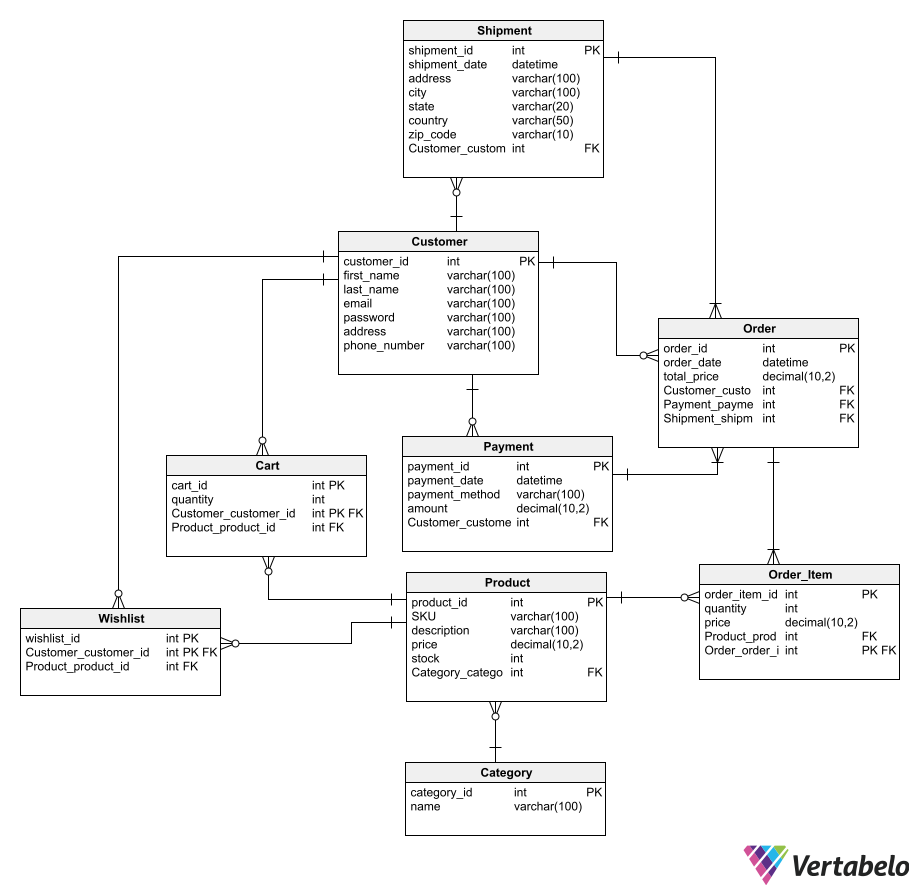 Shipment
shipment_id int PK
shipment_date datetime
address varchar(100)
city varchar(100)
state varchar(20)
country varchar(50)
zip_code varchar(10)
Customer_custom int FK
Customer
customer_id int PK
first_name varchar(100)
last_name varchar(100)
email varchar(100)
password varchar(100)
address varchar(100)
phone_number varchar(100)
Order
order_id int PK
order_date datetime
total_price decimal(10,2)
Customer_custo int FK
Payment_payme int FK
Shipment_shipm int FK
Cart
cart_id int PK
quantity int
Customer_customer_id int PK FK
Product_product_id int FK
Payment
payment_id int PK
payment_date datetime
payment_method varchar(100)
amount decimal(10,2)
Customer_custome int FK
Wishlist
wishlist_id int PK
Customer_customer_id int PK FK
Product_product_id int FK
Product
product_id int PK
SKU varchar(100)
description varchar(100)
price decimal(10,2)
stock int
Category_catego int FK
Order_Item
order_item_id int PK
quantity int
price decimal(10,2)
Product_prod int FK
Order_order_i int PK FK
Category
category_id int PK
name varchar(100)
Vertabelo